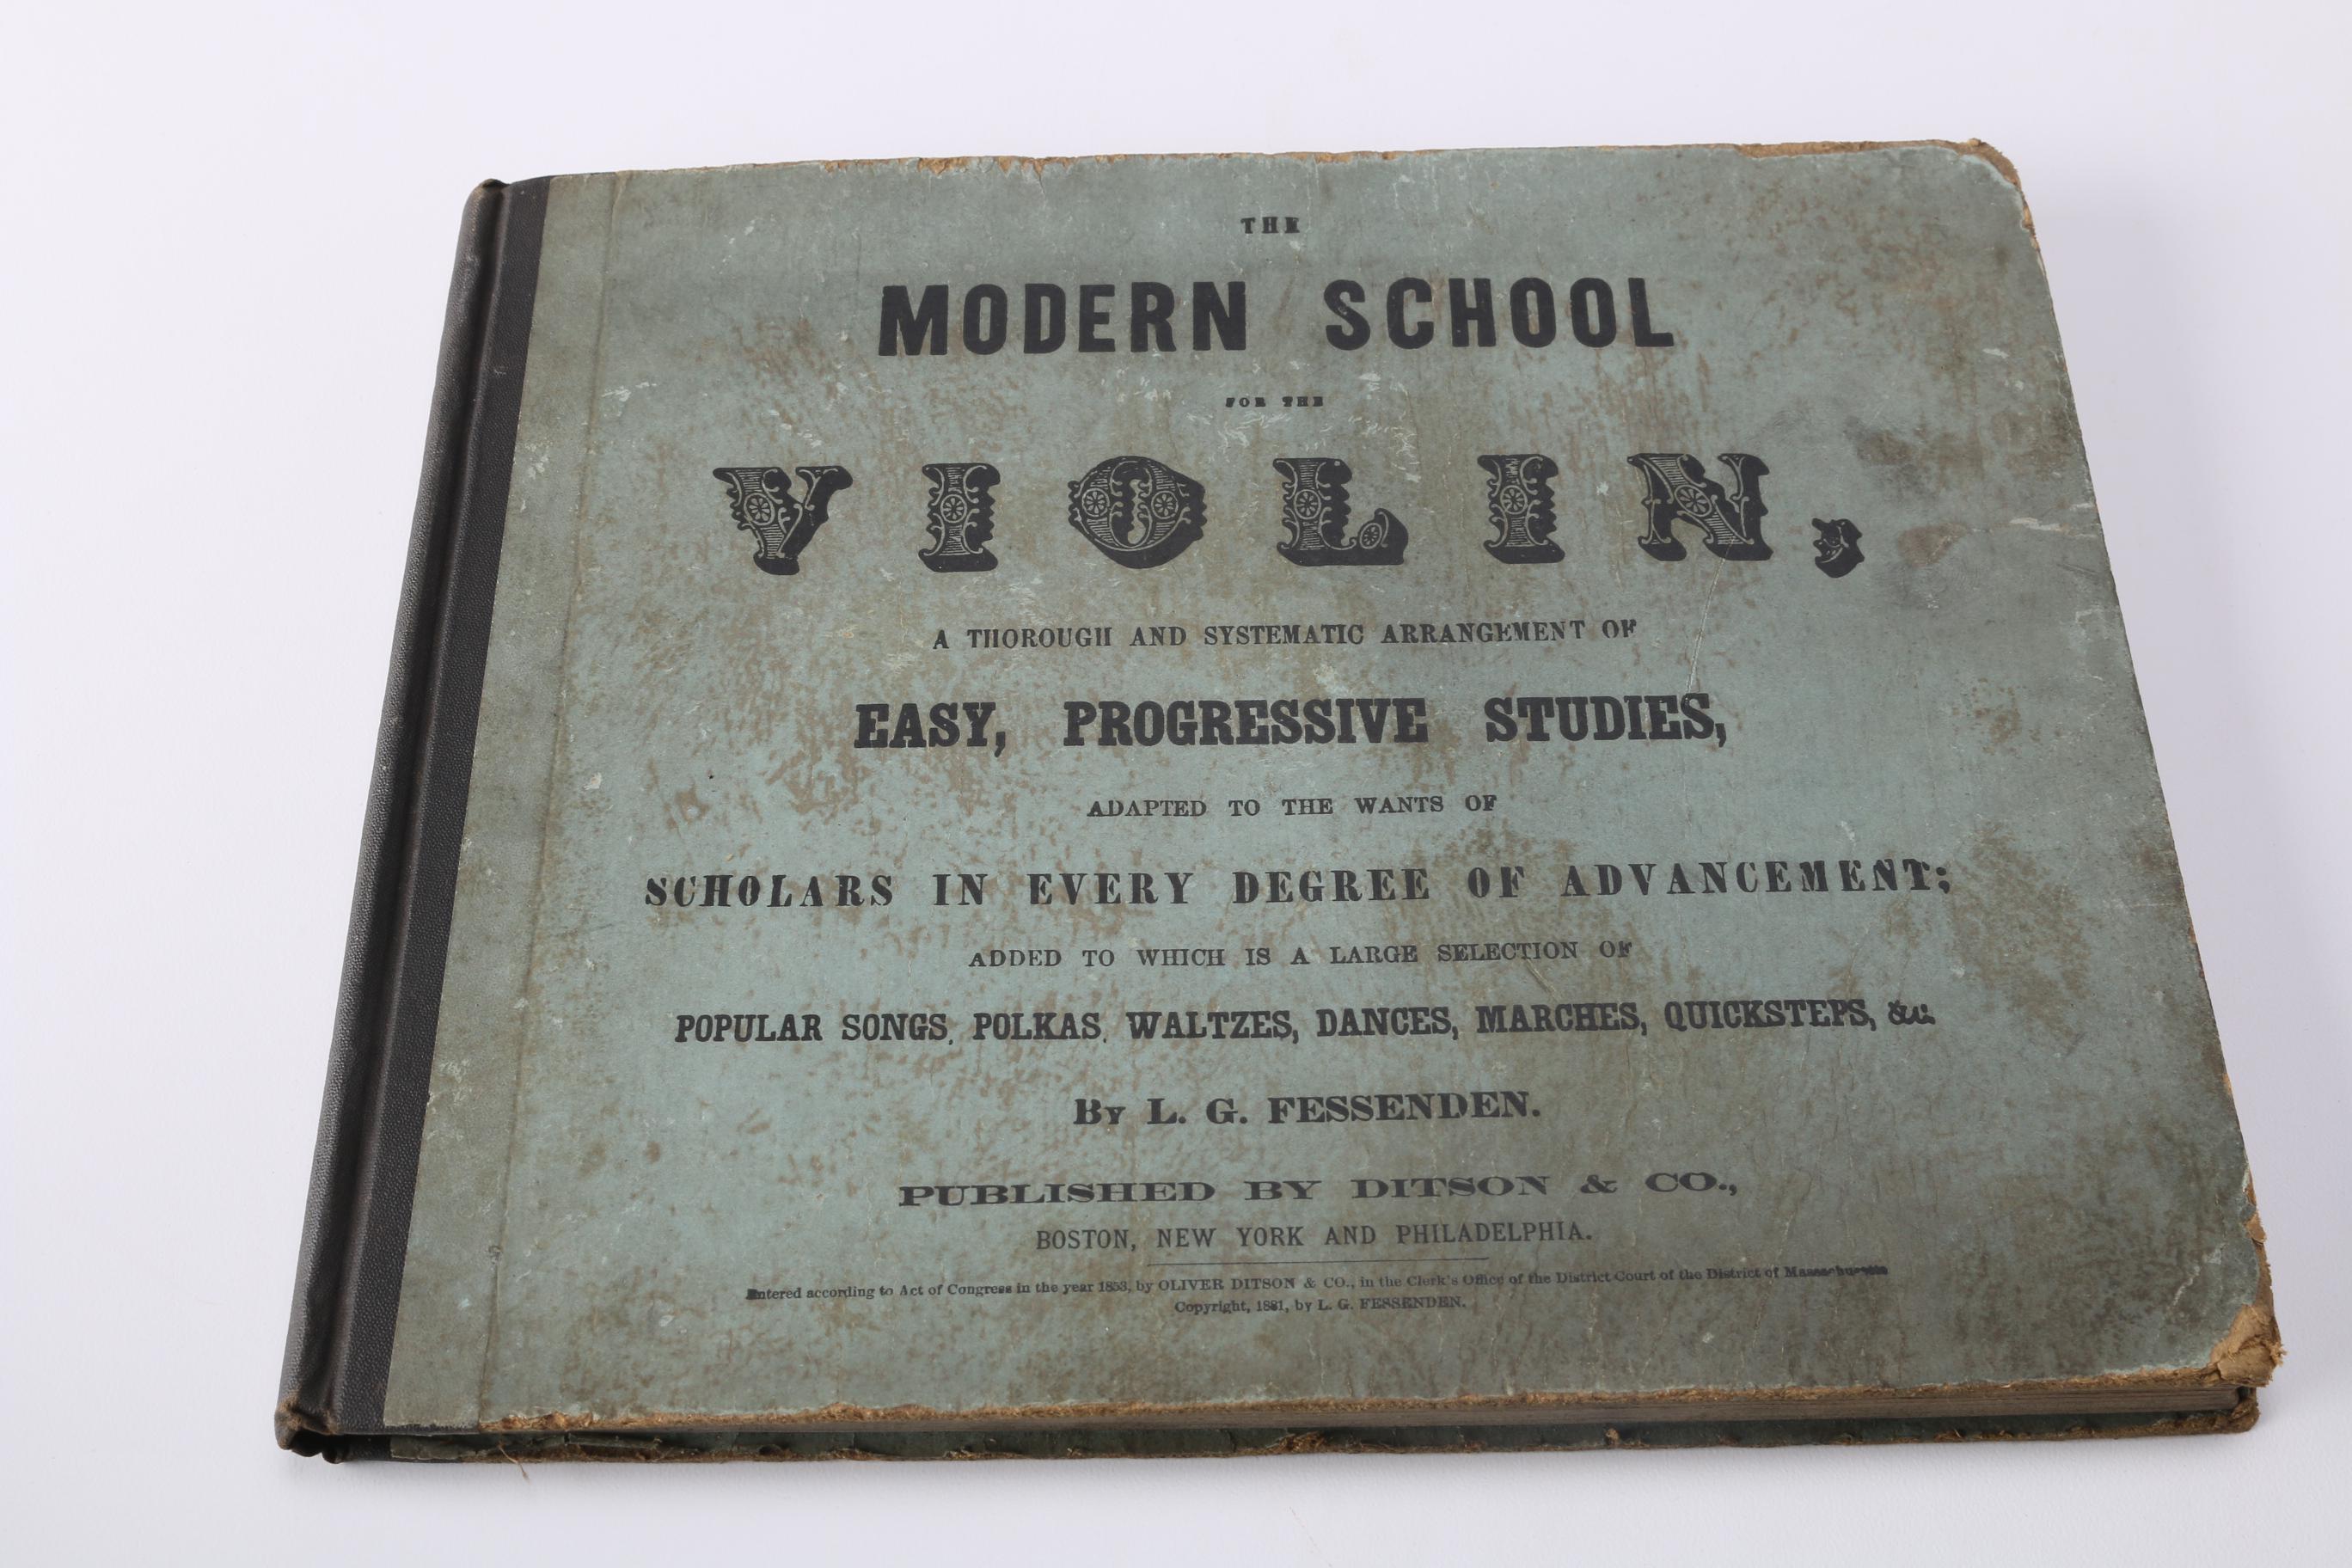 THE
MODERN SCHOOL
FOR THE
VIOLIN,
A THOROUGH AND SYSTEMATIC ARRANGEMENT OF
EASY, PROGRESSIVE STUDIES,
ADAPTED TO THE WANTS OF
SCHOLARS IN EVERY DEGREE OF ADVANCEMENT;
ADDED TO WHICH IS A LARGE SELECTION OF
POPULAR SONGS, POLKAS, WALTZES, DANCES, MARCHES, QUICKSTEPS, &c.
By L. G. FESSENDEN.
PUBLISHED BY DITSON & CO.,
BOSTON, NEW YORK AND PHILADELPHIA.
Entered according to Act of Congress in the year 1853, by OLIVER DITSON & CO., in the Clerk's Office of the District Court of the District of Massachusetts
Copyright, 1881, by L. G. FESSENDEN.